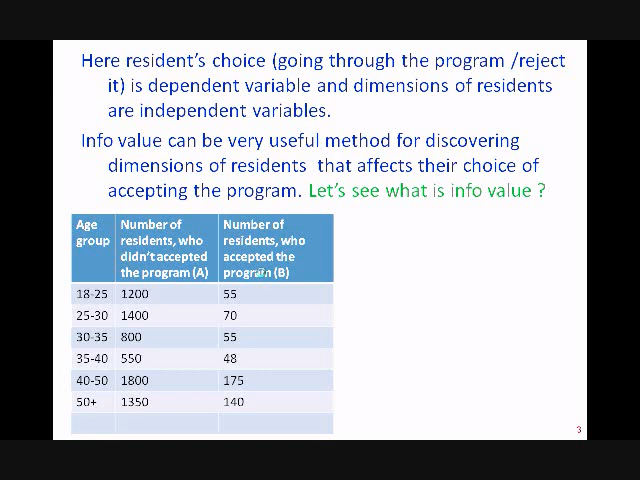 Here resident's choice (going through the program /reject
it) is dependent variable and dimensions of residents
are independent variables.
Info value can be very useful method for discovering
dimensions of residents that affects their choice of
accepting the program. Let's see what is info value ?
Age group | Number of residents, who didn't accepted the program (A) | Number of residents, who accepted the program (B)
18-25 1200 55
25-30 1400 70
30-35 800 55
35-40 550 48
40-50 1800 175
50+ 1350 140
3